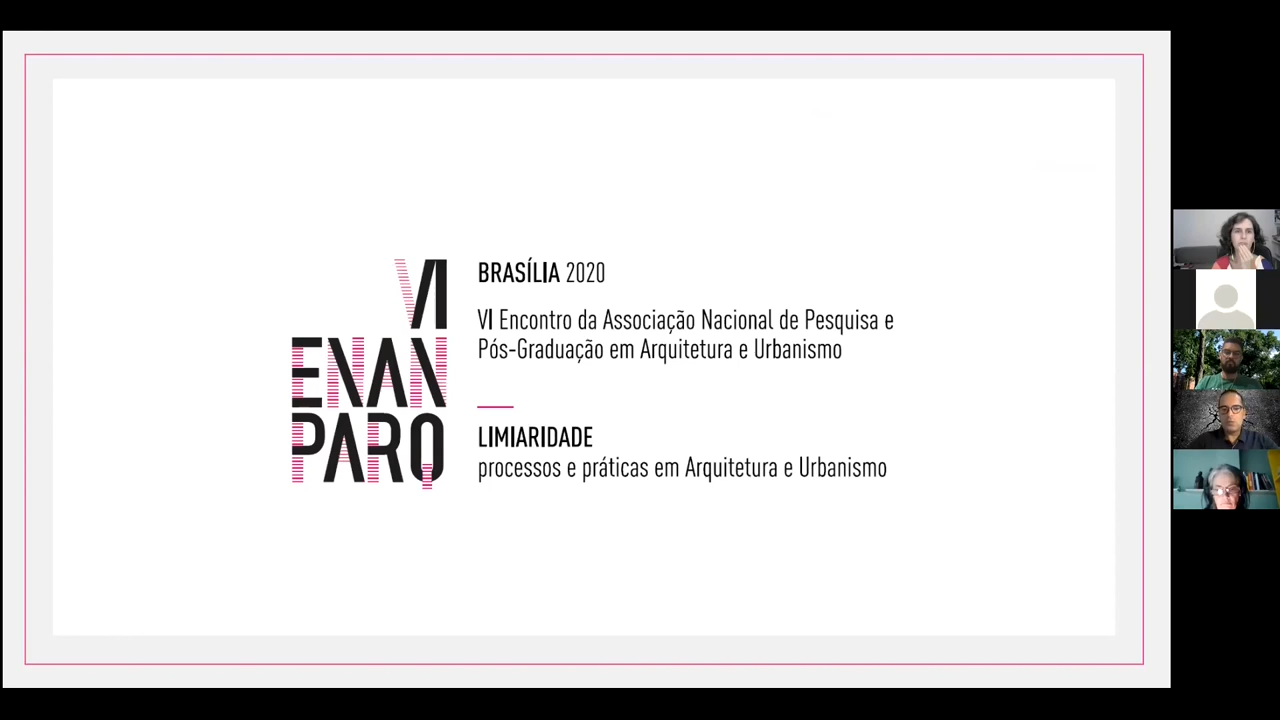 VI
ENAN
PARQ
BRASÍLIA 2020
VI Encontro da Associação Nacional de Pesquisa e
Pós-Graduação em Arquitetura e Urbanismo
LIMIARIDADE
processos e práticas em Arquitetura e Urbanismo